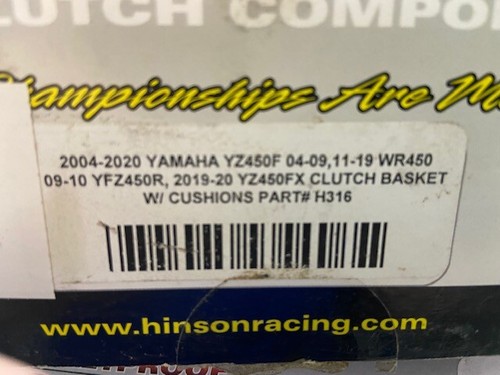 CLUTCH COMPO
Championships Are M
2004-2020 YAMAHA YZ450F 04-09,11-19 WR450
09-10 YFZ450R, 2019-20 YZ450FX CLUTCH BASKET
W/ CUSHIONS PART# H316
www.hinsonracing.com